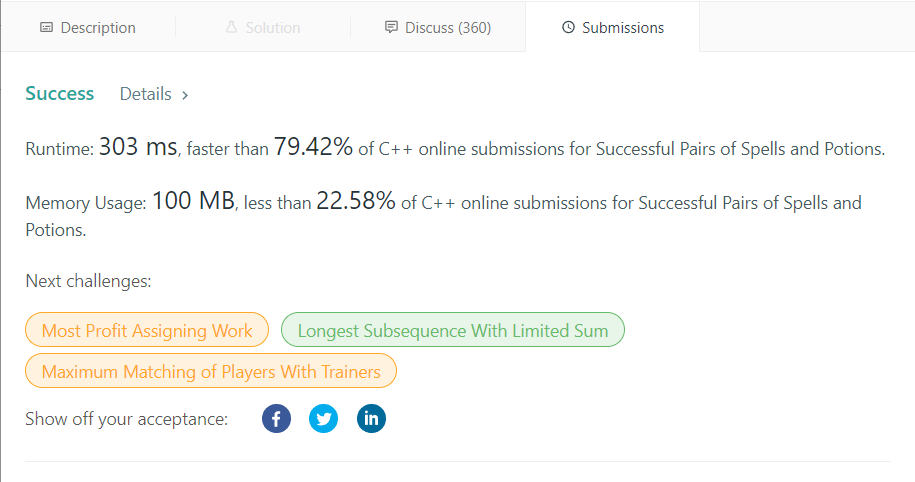 Description Solution Discuss (360) Submissions
Success Details >
Runtime: 303 ms, faster than 79.42% of C++ online submissions for Successful Pairs of Spells and Potions.
Memory Usage: 100 MB, less than 22.58% of C++ online submissions for Successful Pairs of Spells and
Potions.
Next challenges:
Most Profit Assigning Work Longest Subsequence With Limited Sum
Maximum Matching of Players With Trainers
Show off your acceptance: